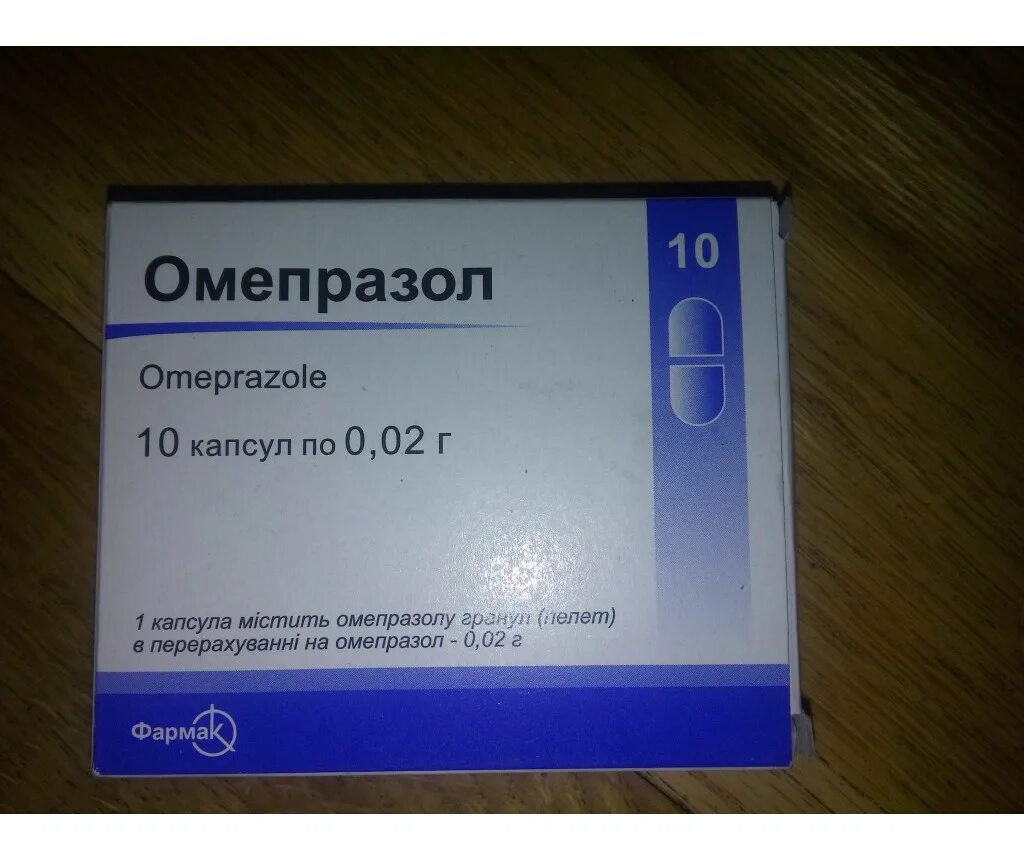 Омепразол
10
Omeprazole
10 капсул по 0,02 г
1 капсула містить омепразолу гранул (пелет)
в перерахуванні на омепразол - 0,02 г
Фармак